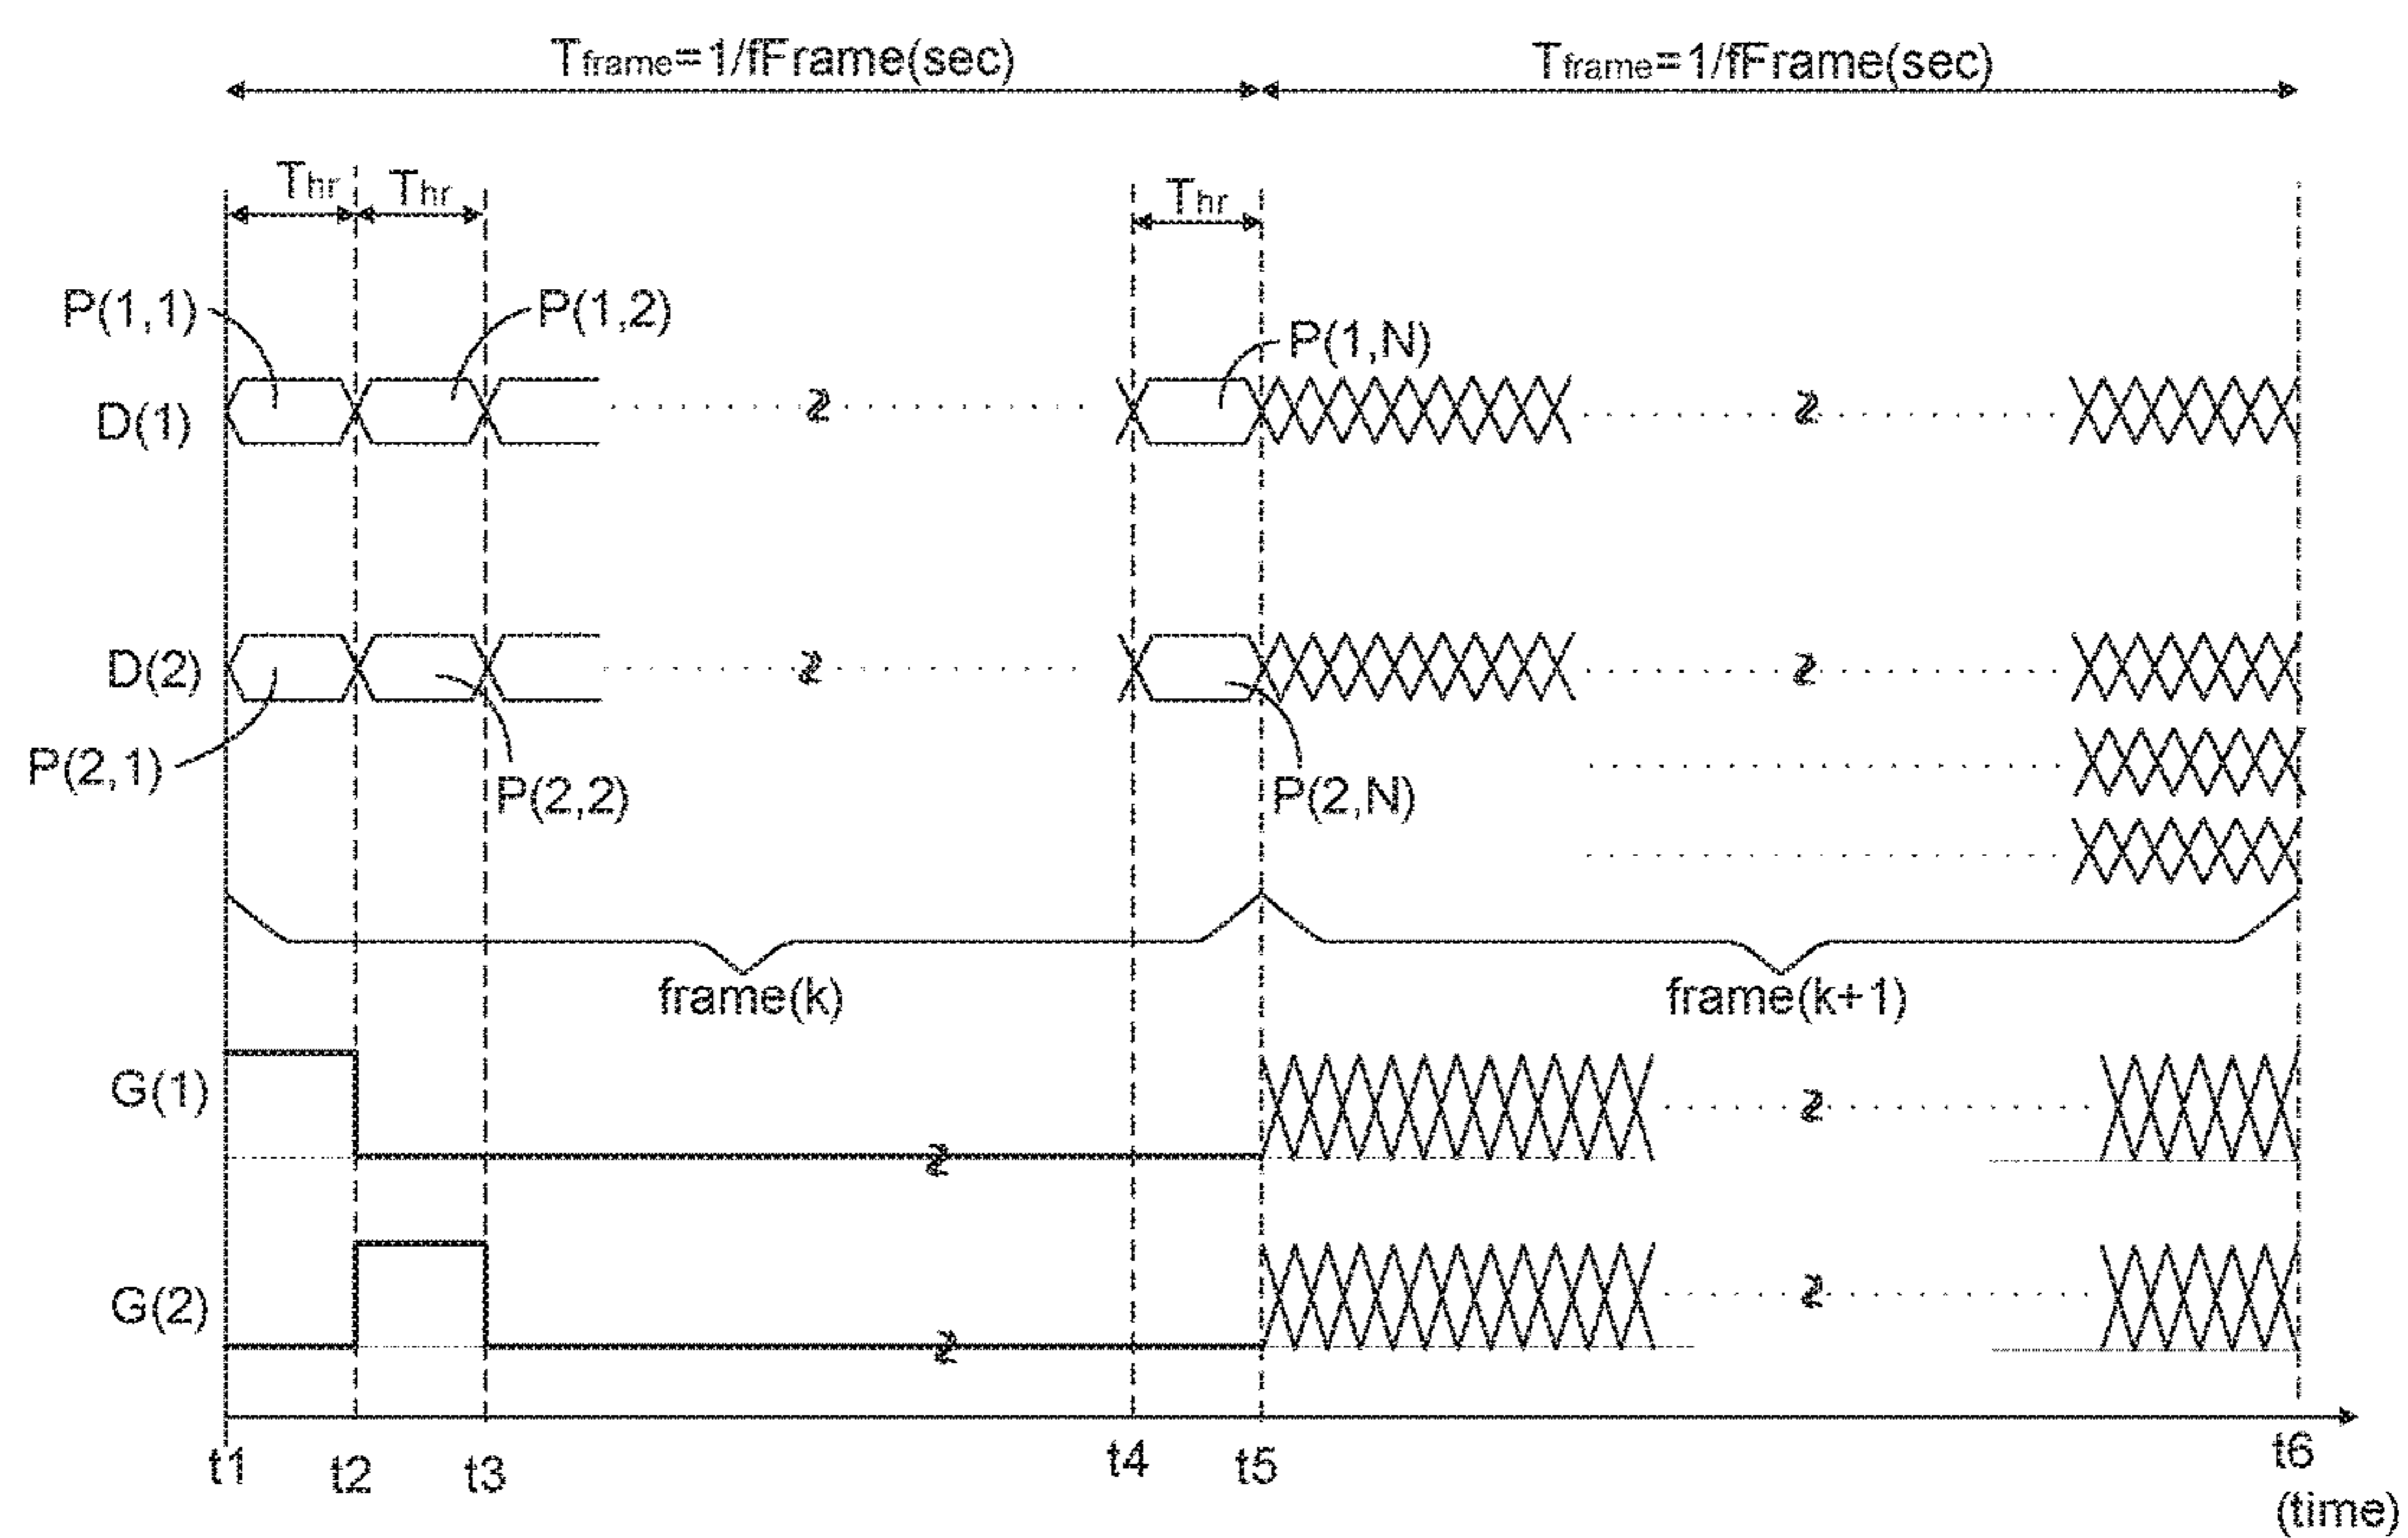 Tframe=1/fFrame(sec) Tframe=1/fFrame(sec)
Thr Thr Thr
P(1,1) P(1,2) P(1,N)
D(1)
D(2)
P(2,1) P(2,2) P(2,N)
frame(k) frame(k+1)
G(1)
G(2)
t1 t2 t3 t4 t5 t6
(time)